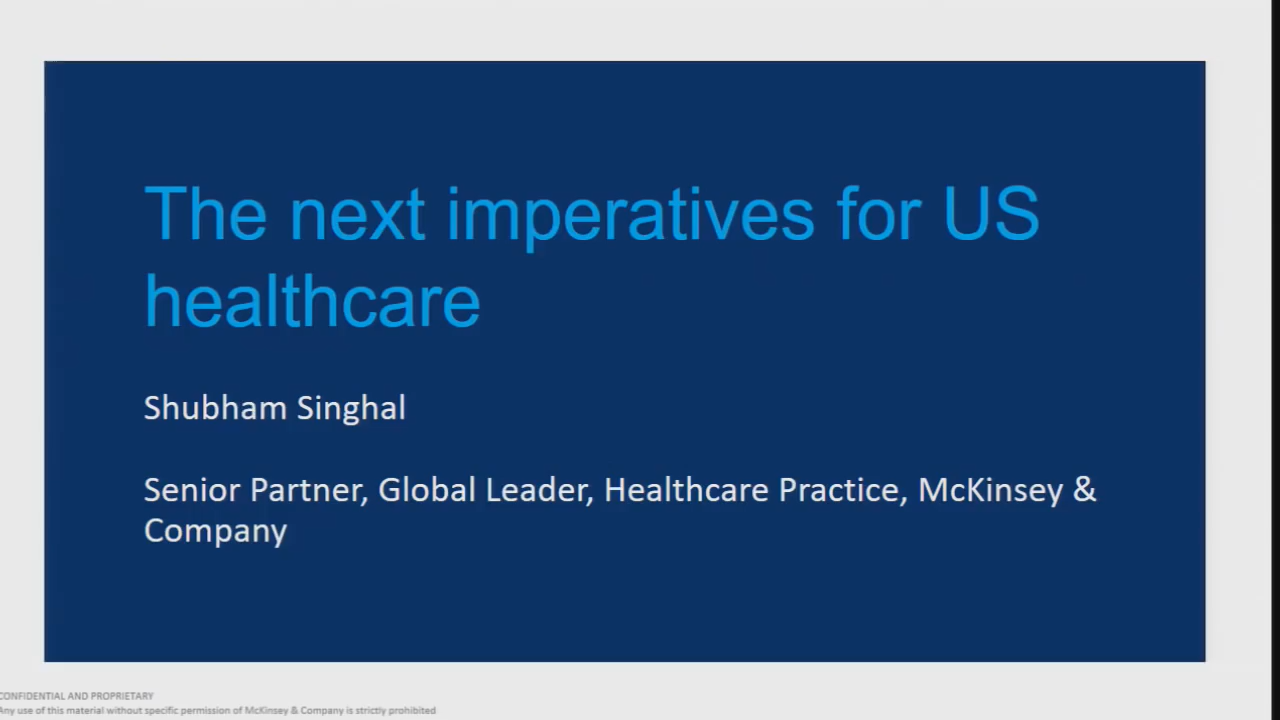 The next imperatives for US
healthcare
Shubham Singhal
Senior Partner, Global Leader, Healthcare Practice, McKinsey &
Company
CONFIDENTIAL AND PROPRIETARY
Any use of this material without specific permission of McKinsey & Company is strictly prohibited